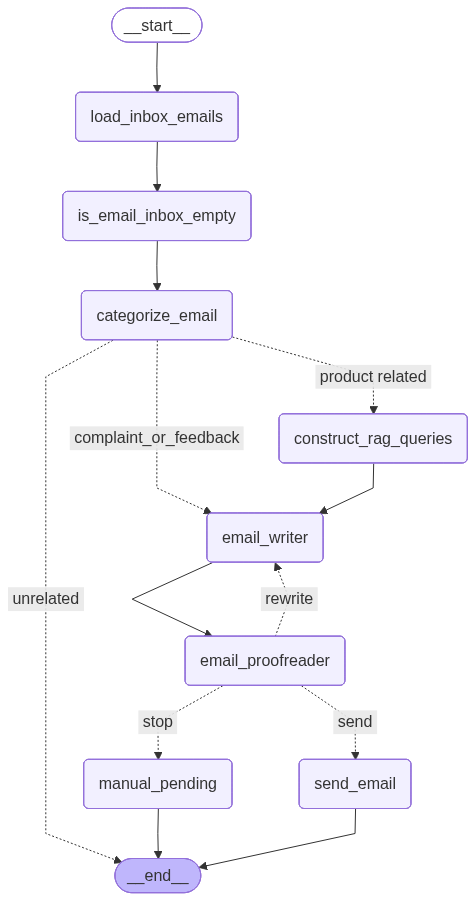 __start__
load_inbox_emails
is_email_inbox_empty
categorize_email
product related
complaint_or_feedback
construct_rag_queries
email_writer
unrelated
rewrite
email_proofreader
stop
send
manual_pending
send_email
__end__